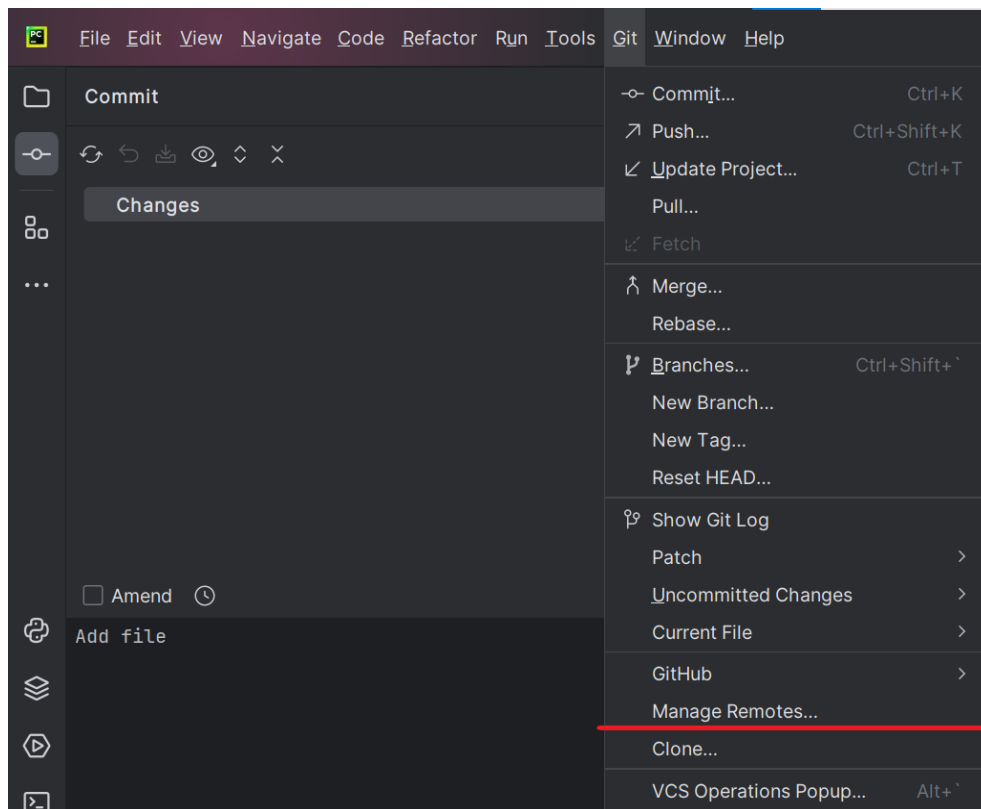 PC
File Edit View Navigate Code Refactor Run Tools Git Window Help
Commit
Changes
Amend
Add file
Commit... Ctrl+K
Push... Ctrl+Shift+K
Update Project... Ctrl+T
Pull...
Fetch
Merge...
Rebase...
Branches... Ctrl+Shift+`
New Branch...
New Tag...
Reset HEAD...
Show Git Log
Patch
Uncommitted Changes
Current File
GitHub
Manage Remotes...
Clone...
VCS Operations Popup... Alt+`